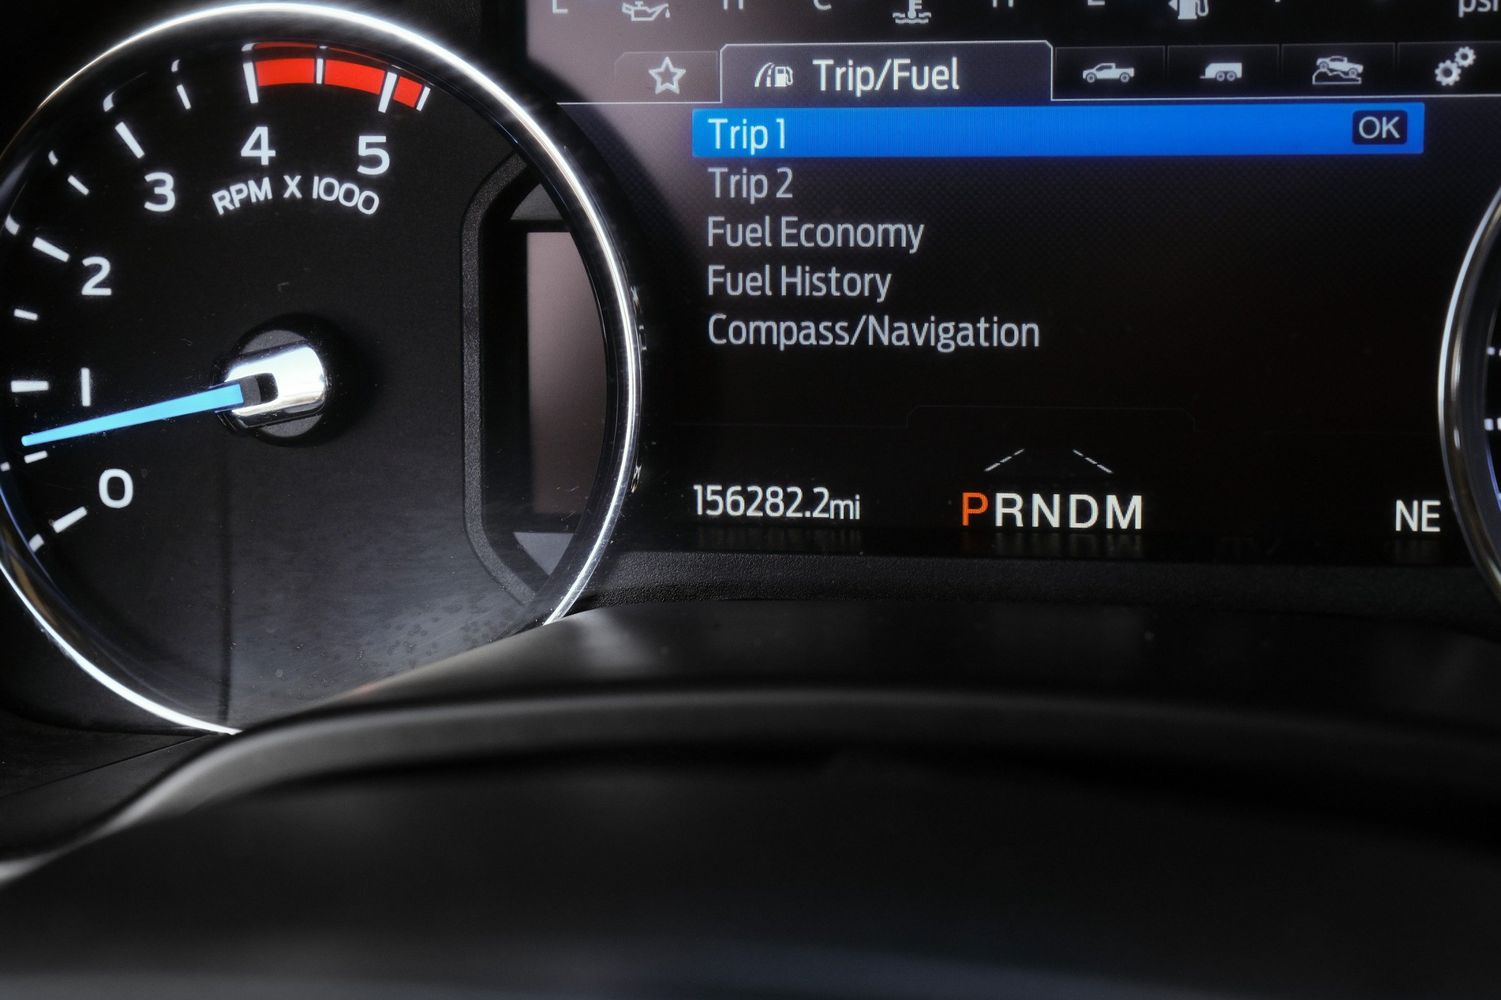 Trip/Fuel
Trip 1 OK
Trip 2
Fuel Economy
Fuel History
Compass/Navigation
156282.2mi PRNDM NE
4 5
3
RPM X 1000
2
1
0